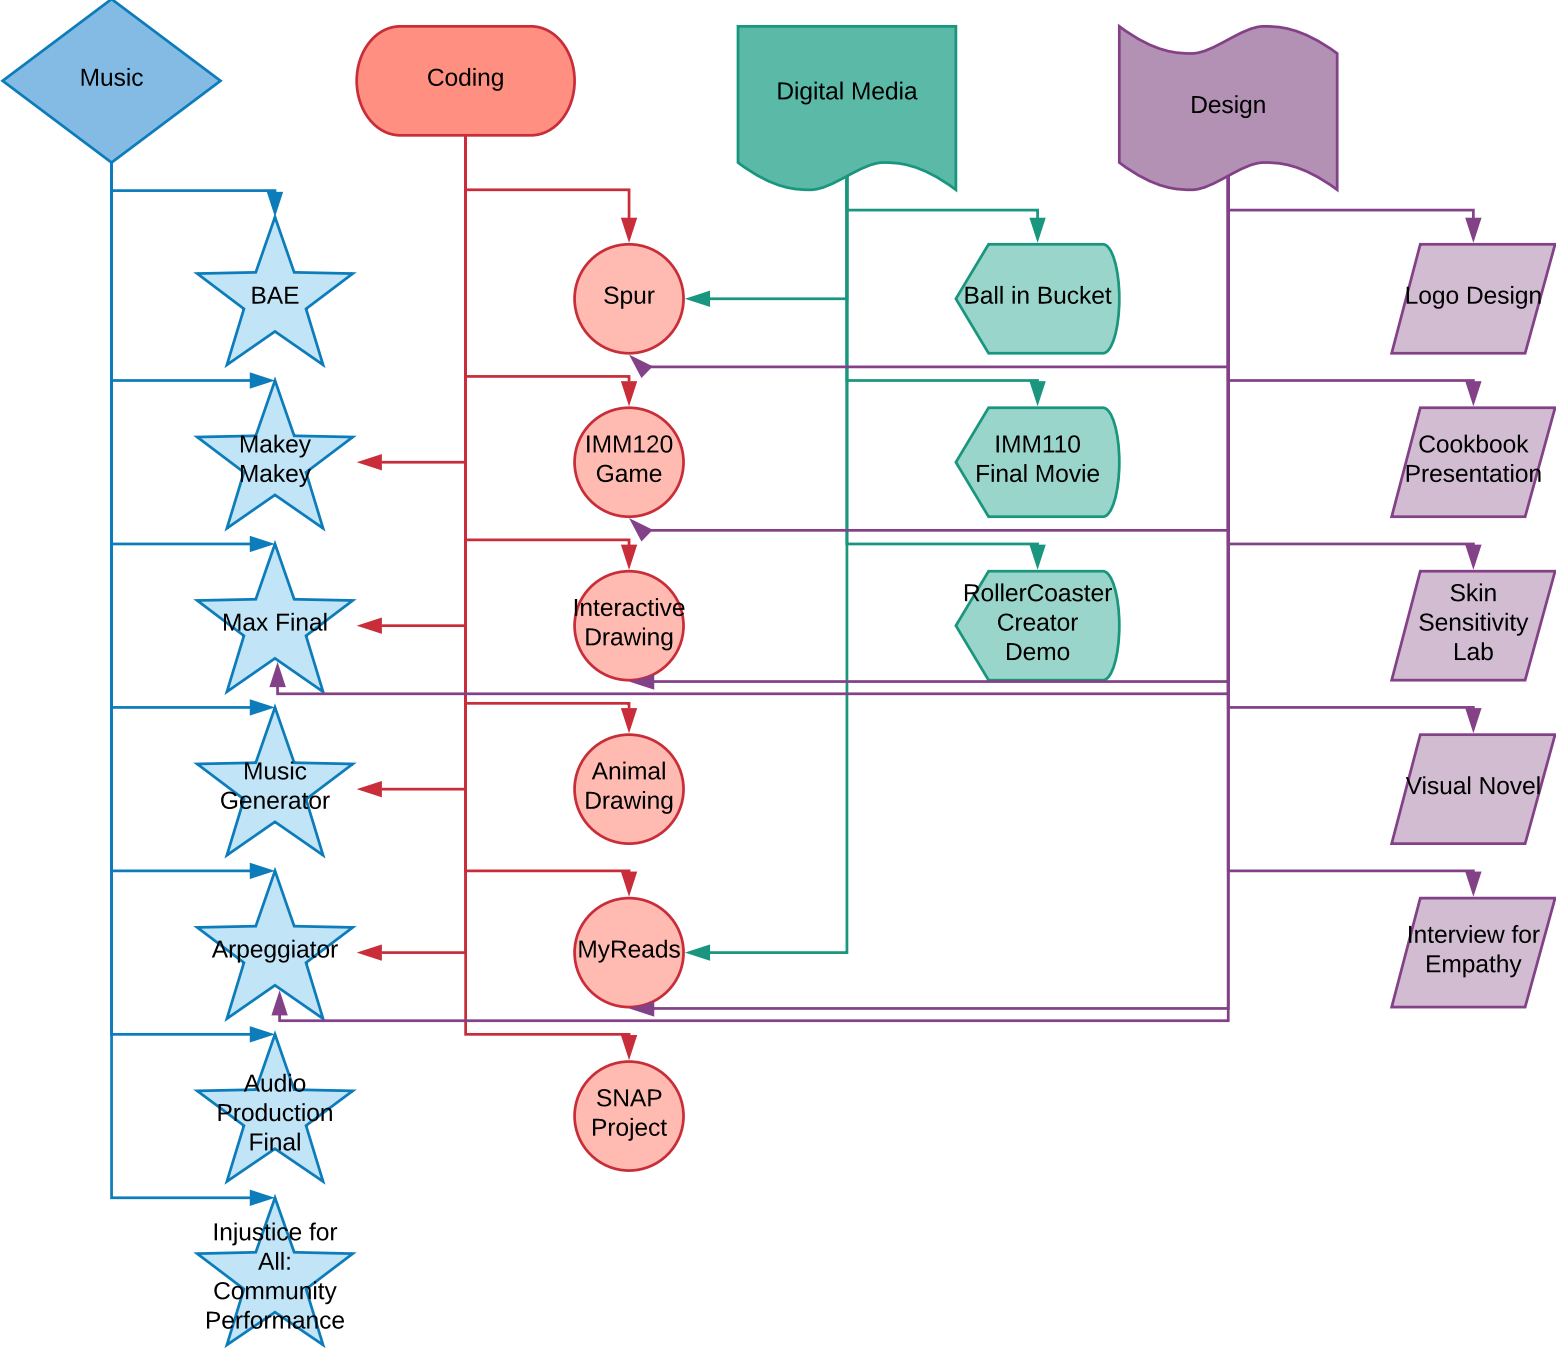 Music
Coding
Digital Media
Design
BAE
Spur
Ball in Bucket
Logo Design
Makey
Makey
IMM120
Game
IMM110
Final Movie
Cookbook
Presentation
Max Final
Interactive
Drawing
RollerCoaster
Creator
Demo
Skin
Sensitivity
Lab
Music
Generator
Animal
Drawing
Visual Novel
Arpeggiator
MyReads
Interview for
Empathy
Audio
Production
Final
SNAP
Project
Injustice for
All:
Community
Performance